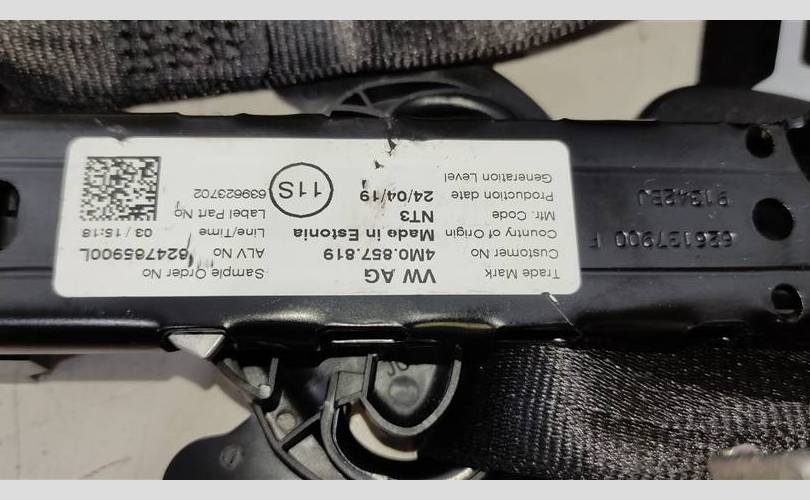 Trade Mark VW AG Sample Order No
Customer No 4M0.857.819 ALV No 624765900L
Country of Origin Made in Estonia Line/Time 03 / 15:18
Mfr. Code NT3 Label Part No
Production date 24/04/19 11S 639623702
Generation Level
626197900 F